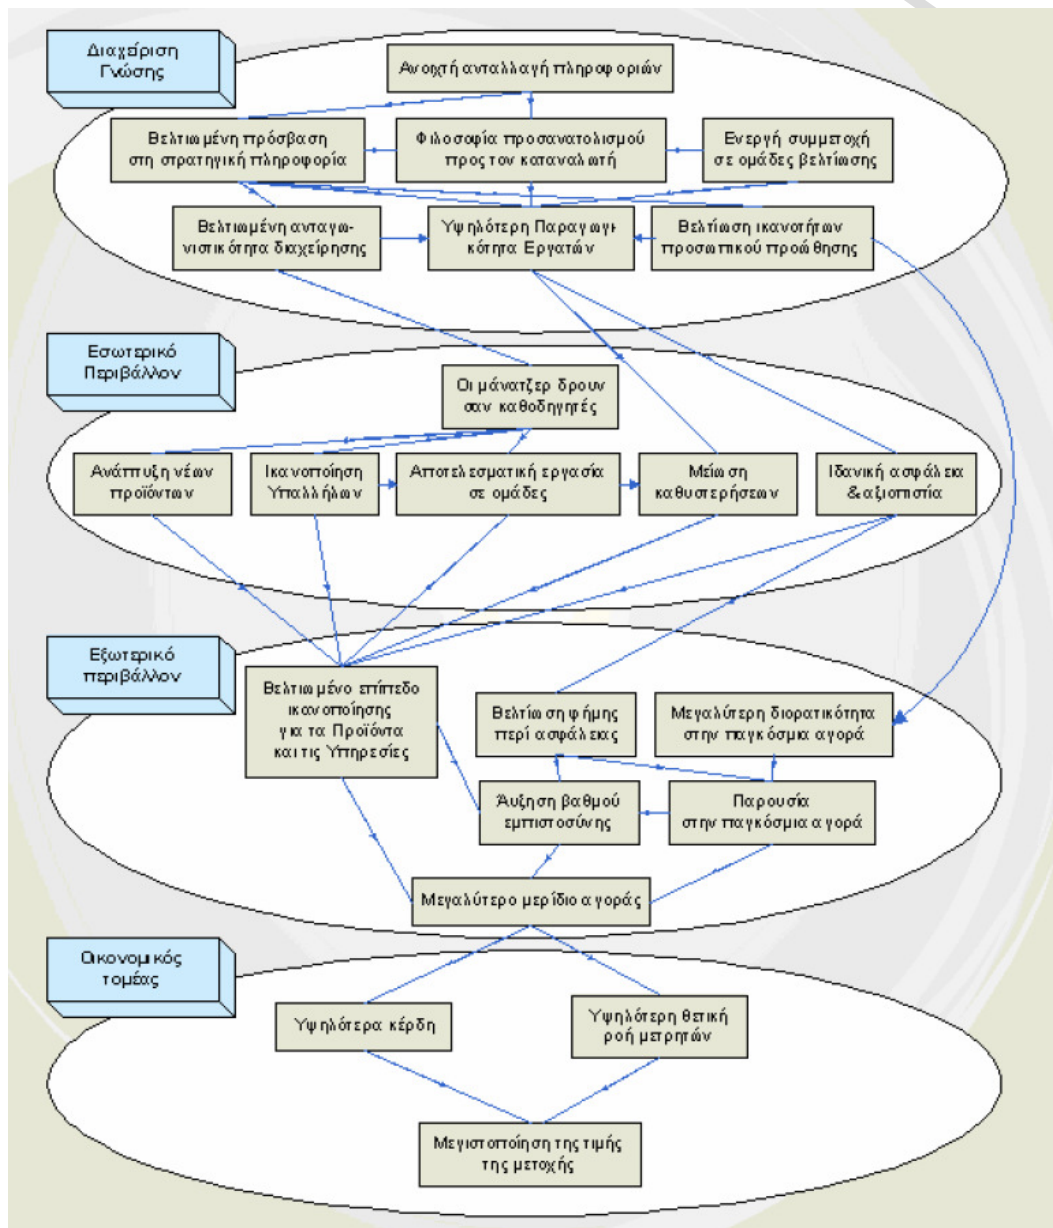 Διαχείριση
Γνώσης
Ανοιχτή ανταλλαγή πληροφοριών
Βελτιωμένη πρόσβαση
στη στρατηγική πληροφορία
Φιλοσοφία προσανατολισμού
προς τον καταναλωτή
Ενεργή συμμετοχή
σε ομάδες βελτίωσης
Βελτιωμένη ανταγω-
νιστικότητα διαχείρησης
Υψηλότερη Παραγωγι-
κότητα Εργατών
Βελτίωση ικανοτήτων
προσωπικού προώθησης
Εσωτερικό
Περιβάλλον
Οι μάνατζερ δρουν
σαν καθοδηγητές
Ανάπτυξη νέων
προϊόντων
Ικανοποίηση
Υπαλλήλων
Αποτελεσματική εργασία
σε ομάδες
Μείωση
καθυστερήσεων
Ιδανική ασφάλεια
& αξιοπιστία
Εξωτερικό
περιβάλλον
Βελτιωμένο επίπεδο
ικανοποίησης
για τα Προϊόντα
και τις Υπηρεσίες
Βελτίωση φήμης
περί ασφάλειας
Μεγαλύτερη διορατικότητα
στην παγκόσμια αγορά
Άυξηση βαθμού
εμπιστοσύνης
Παρουσία
στην παγκόσμια αγορά
Μεγαλύτερο μερίδιο αγοράς
Οικονομικός
τομέας
Υψηλότερα κέρδη
Υψηλότερη θετική
ροή μετρητών
Μεγιστοποίηση της τιμής
της μετοχής